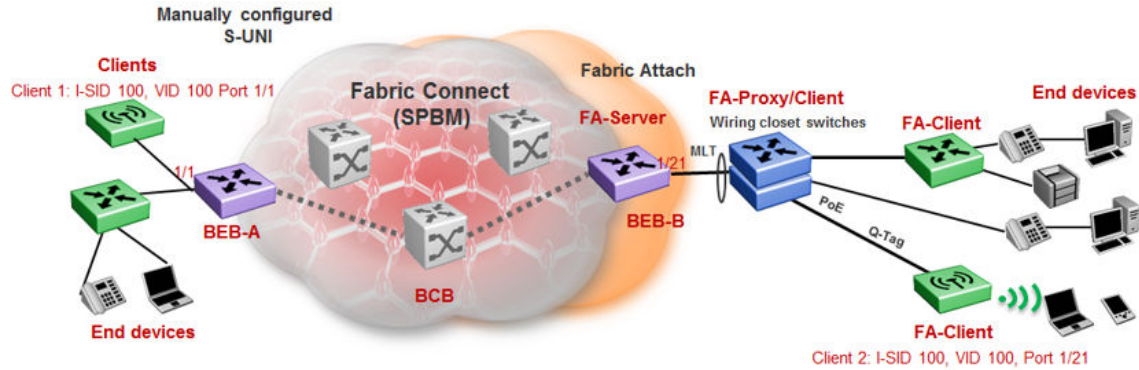 Manually configured
S-UNI
Clients
Client 1: I-SID 100, VID 100 Port 1/1
1/1
BEB-A
End devices
Fabric Connect
(SPBM)
BCB
Fabric Attach
FA-Server
1/21
BEB-B
MLT
FA-Proxy/Client
Wiring closet switches
PoE
Q-Tag
End devices
FA-Client
FA-Client
Client 2: I-SID 100, VID 100, Port 1/21